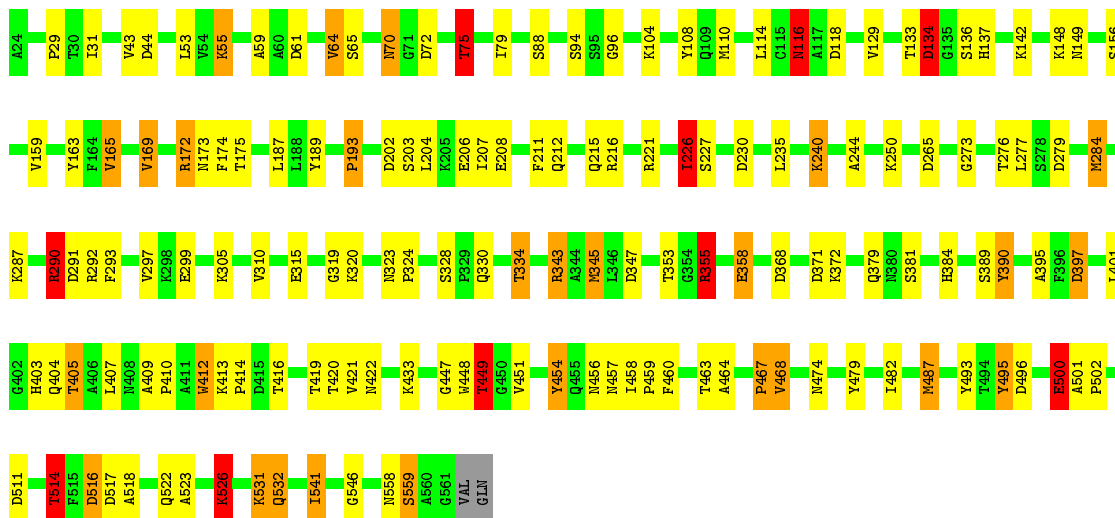 A24 P29 T30 I31 V43 D44 L53 V54 K55 A59 A60 D61 V64 S65 N70 G71 D72 T75 I79 S88 S94 S95 G96 K104 Y108 Q109 M110 L114 C115 N116 A117 D118 V129 T133 D134 G135 S136 H137 K142 K148 N149 S156
V159 Y163 F164 V165 V169 R172 N173 F174 T175 L187 L188 Y189 P193 D202 S203 L204 K205 E206 I207 E208 F211 Q212 Q215 R216 R221 I226 S227 D230 L235 K240 A244 K250 D265 G273 T276 L277 S278 D279 M284
K287 R290 D291 R292 F293 V297 K298 E299 K305 V310 E315 G319 K320 N323 P324 S328 P329 Q330 T334 R343 A344 M345 L346 D347 T353 G354 R355 E358 D368 D371 K372 Q379 N380 S381 H384 S389 Y390 A395 F396 D397 L401
G402 H403 Q404 T405 A406 L407 N408 A409 P410 A411 W412 K413 P414 D415 T416 T419 T420 V421 N422 K433 G447 W448 T449 G450 V451 Y454 Q455 N456 N457 I458 P459 F460 T463 A464 P467 V468 N474 Y479 I482 M487 Y493 T494 Y495 D496 E500 A501 P502
D511 T514 F515 D516 D517 A518 Q522 A523 K526 K531 Q532 I541 G546 N558 S559 A560 G561 VAL GLN